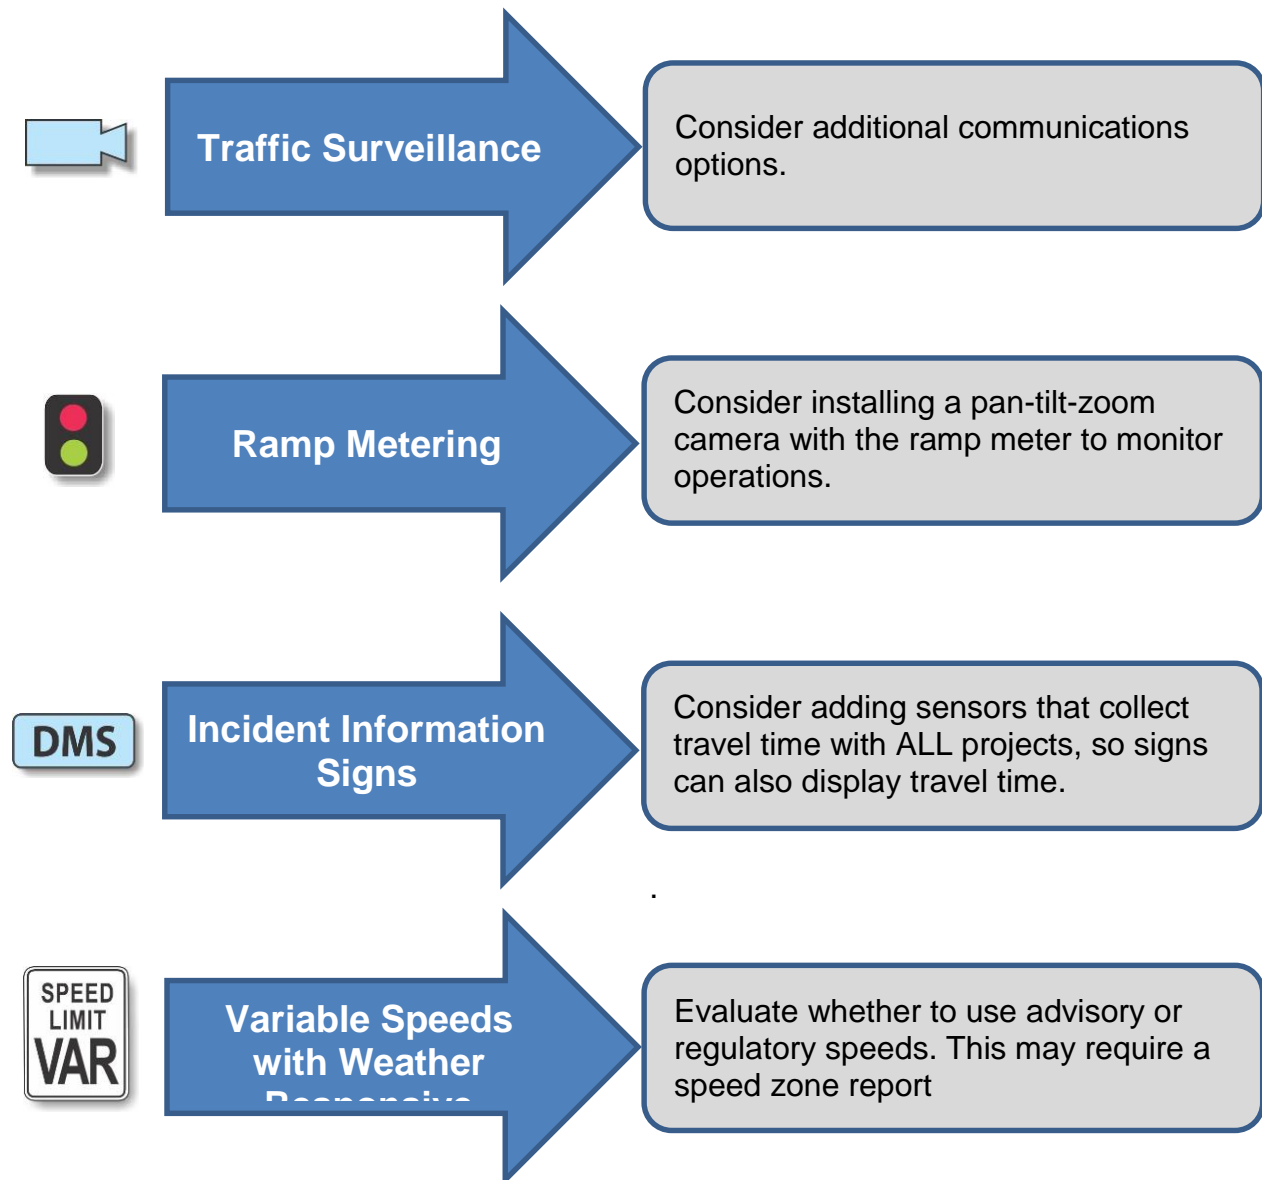 Traffic Surveillance
Consider additional communications
options.
Ramp Metering
Consider installing a pan-tilt-zoom
camera with the ramp meter to monitor
operations.
DMS
Incident Information
Signs
Consider adding sensors that collect
travel time with ALL projects, so signs
can also display travel time.
.
SPEED
LIMIT
VAR
Variable Speeds
with Weather
Responsive
Evaluate whether to use advisory or
regulatory speeds. This may require a
speed zone report